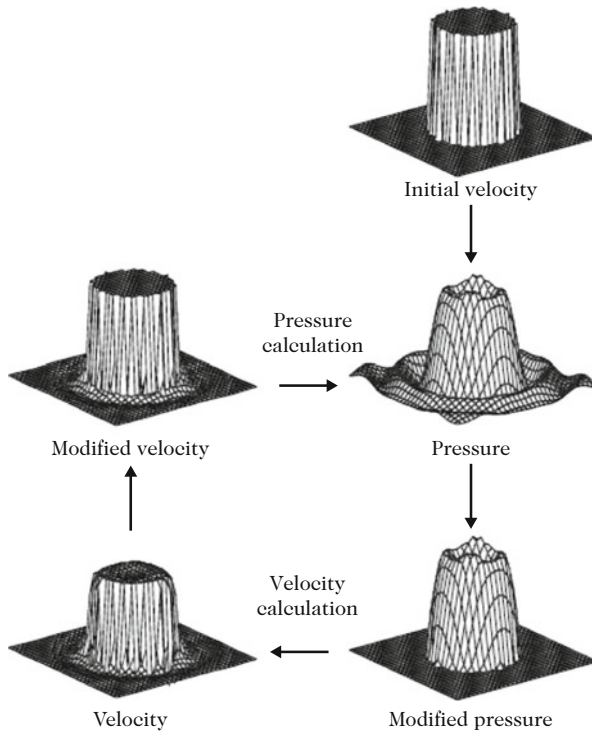 Initial velocity
Pressure
calculation
Modified velocity
Pressure
Velocity
calculation
Velocity
Modified pressure